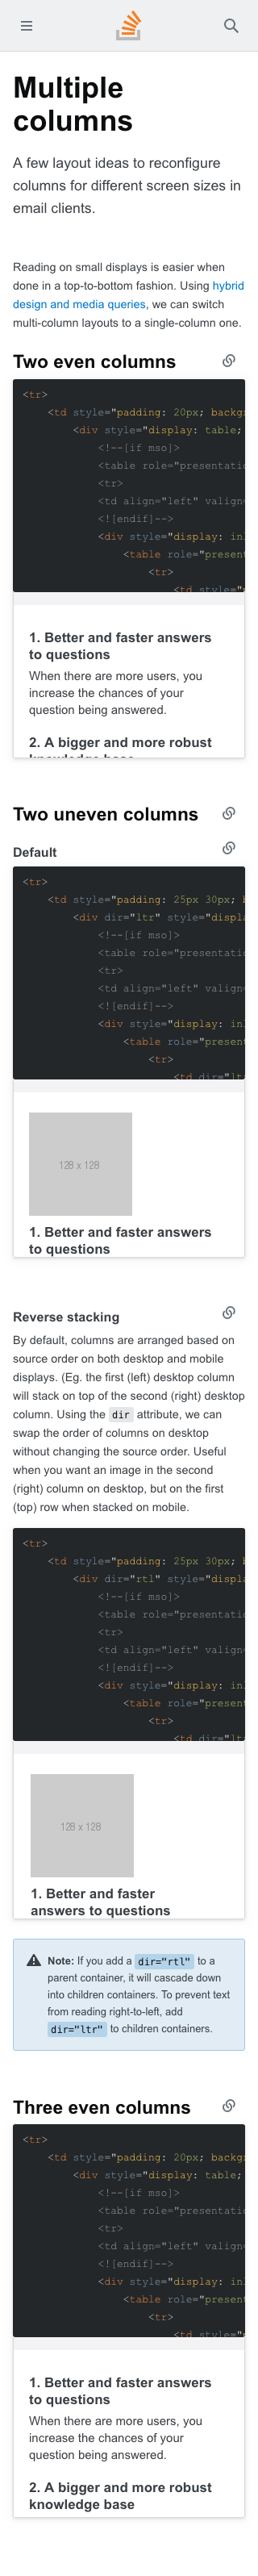 Multiple
columns
A few layout ideas to reconfigure
columns for different screen sizes in
email clients.
Reading on small displays is easier when
done in a top-to-bottom fashion. Using hybrid
design and media queries, we can switch
multi-column layouts to a single-column one.
Two even columns
<tr>
<td style="padding: 20px; backg
<div style="display: table;
<!--[if mso]>
<table role="presentatio
<tr>
<td align="left" valign
<![endif]-->
<div style="display: in
<table role="present
<tr>
<td style="
1. Better and faster answers
to questions
When there are more users, you
increase the chances of your
question being answered.
2. A bigger and more robust
knowledge base
Two uneven columns
Default
<tr>
<td style="padding: 25px 30px; b
<div dir="ltr" style="displa
<!--[if mso]>
<table role="presentatio
<tr>
<td align="left" valign
<![endif]-->
<div style="display: in
<table role="present
<tr>
<td dir="lt
128 x 128
1. Better and faster answers
to questions
Reverse stacking
By default, columns are arranged based on
source order on both desktop and mobile
displays. (Eg. the first (left) desktop column
will stack on top of the second (right) desktop
column. Using the dir attribute, we can
swap the order of columns on desktop
without changing the source order. Useful
when you want an image in the second
(right) column on desktop, but on the first
(top) row when stacked on mobile.
<tr>
<td style="padding: 25px 30px; b
<div dir="rtl" style="displa
<!--[if mso]>
<table role="presentatio
<tr>
<td align="left" valign
<![endif]-->
<div style="display: in
<table role="present
<tr>
<td dir="lt
128 x 128
1. Better and faster
answers to questions
Note: If you add a dir="rtl" to a
parent container, it will cascade down
into children containers. To prevent text
from reading right-to-left, add
dir="ltr" to children containers.
Three even columns
<tr>
<td style="padding: 20px; backg
<div style="display: table;
<!--[if mso]>
<table role="presentatio
<tr>
<td align="left" valign
<![endif]-->
<div style="display: in
<table role="present
<tr>
<td style="
1. Better and faster answers
to questions
When there are more users, you
increase the chances of your
question being answered.
2. A bigger and more robust
knowledge base